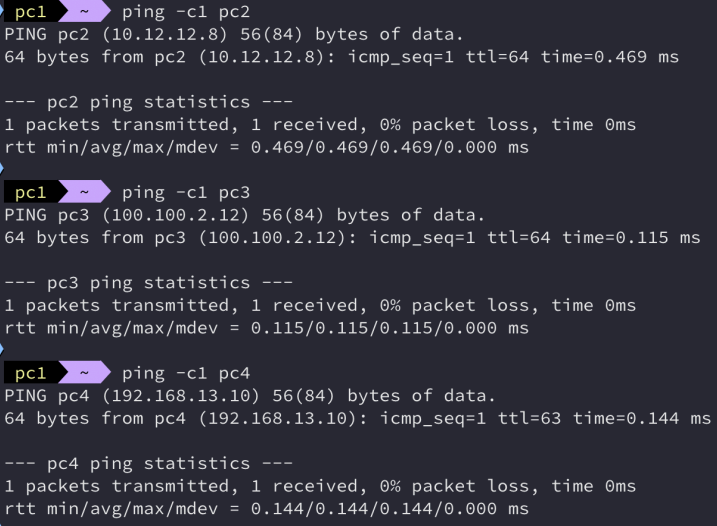 pc1 ~ ping -c1 pc2
PING pc2 (10.12.12.8) 56(84) bytes of data.
64 bytes from pc2 (10.12.12.8): icmp_seq=1 ttl=64 time=0.469 ms
--- pc2 ping statistics ---
1 packets transmitted, 1 received, 0% packet loss, time 0ms
rtt min/avg/max/mdev = 0.469/0.469/0.469/0.000 ms
pc1 ~ ping -c1 pc3
PING pc3 (100.100.2.12) 56(84) bytes of data.
64 bytes from pc3 (100.100.2.12): icmp_seq=1 ttl=64 time=0.115 ms
--- pc3 ping statistics ---
1 packets transmitted, 1 received, 0% packet loss, time 0ms
rtt min/avg/max/mdev = 0.115/0.115/0.115/0.000 ms
pc1 ~ ping -c1 pc4
PING pc4 (192.168.13.10) 56(84) bytes of data.
64 bytes from pc4 (192.168.13.10): icmp_seq=1 ttl=63 time=0.144 ms
--- pc4 ping statistics ---
1 packets transmitted, 1 received, 0% packet loss, time 0ms
rtt min/avg/max/mdev = 0.144/0.144/0.144/0.000 ms